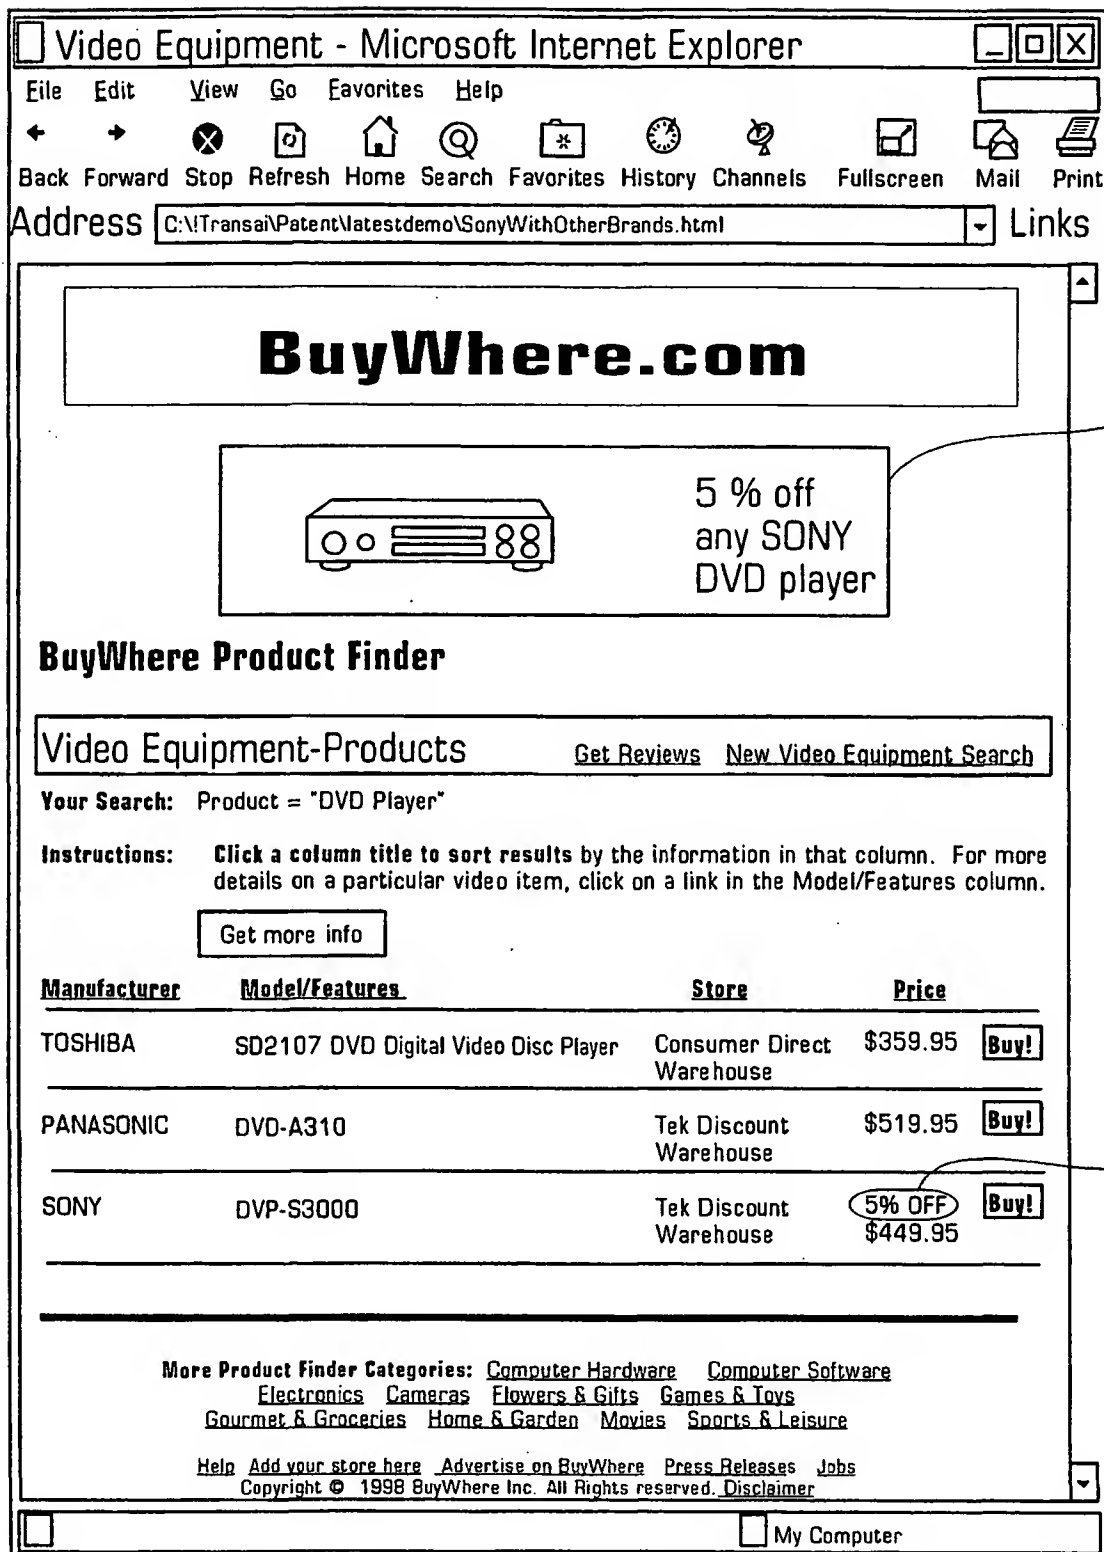 Video Equipment - Microsoft Internet Explorer
File Edit View Go Favorites Help
Back Forward Stop Refresh Home Search Favorites History Channels Fullscreen Mail Print
Address C:\!Transai\Patent\latestdemo\SonyWithOtherBrands.html Links
BuyWhere.com
5 % off
any SONY
DVD player
BuyWhere Product Finder
Video Equipment-Products Get Reviews New Video Equipment Search
Your Search: Product = "DVD Player"
Instructions: Click a column title to sort results by the information in that column. For more
details on a particular video item, click on a link in the Model/Features column.
Get more info
Manufacturer Model/Features Store Price
TOSHIBA SD2107 DVD Digital Video Disc Player Consumer Direct $359.95 Buy!
Warehouse
PANASONIC DVD-A310 Tek Discount $519.95 Buy!
Warehouse
SONY DVP-S3000 Tek Discount 5% OFF Buy!
Warehouse $449.95
More Product Finder Categories: Computer Hardware Computer Software
Electronics Cameras Flowers & Gifts Games & Toys
Gourmet & Groceries Home & Garden Movies Sports & Leisure
Help Add your store here Advertise on BuyWhere Press Releases Jobs
Copyright © 1998 BuyWhere Inc. All Rights reserved. Disclaimer
My Computer